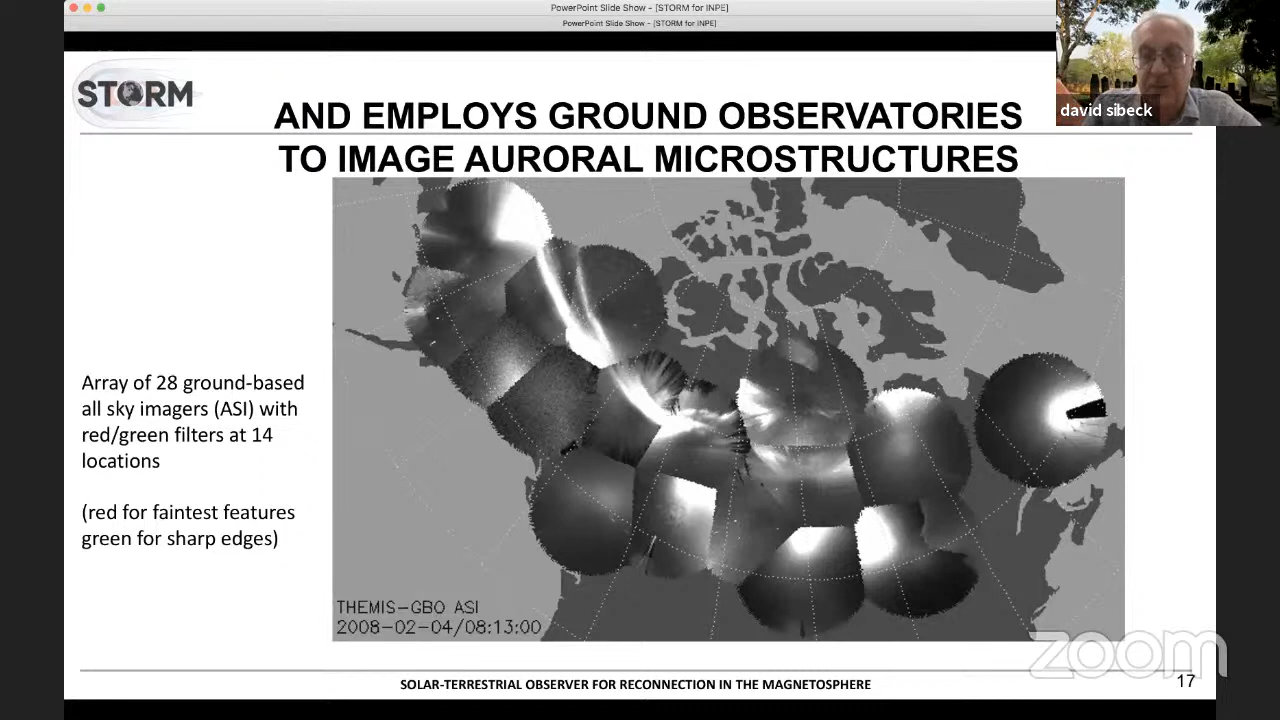 PowerPoint Slide Show - [STORM for INPE]
PowerPoint Slide Show - [STORM for INPE]
david sibeck
STORM
AND EMPLOYS GROUND OBSERVATORIES
TO IMAGE AURORAL MICROSTRUCTURES
Array of 28 ground-based
all sky imagers (ASI) with
red/green filters at 14
locations
(red for faintest features
green for sharp edges)
THEMIS-GBO ASI
2008-02-04/08:13:00
zoom
SOLAR-TERRESTRIAL OBSERVER FOR RECONNECTION IN THE MAGNETOSPHERE
17